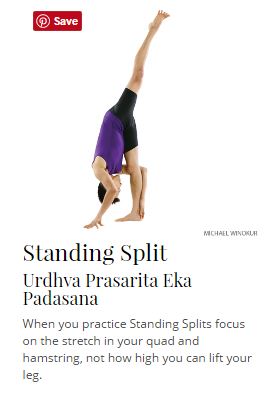 Save
MICHAEL WINOKUR
Standing Split
Urdhva Prasarita Eka
Padasana
When you practice Standing Splits focus
on the stretch in your quad and
hamstring, not how high you can lift your
leg.